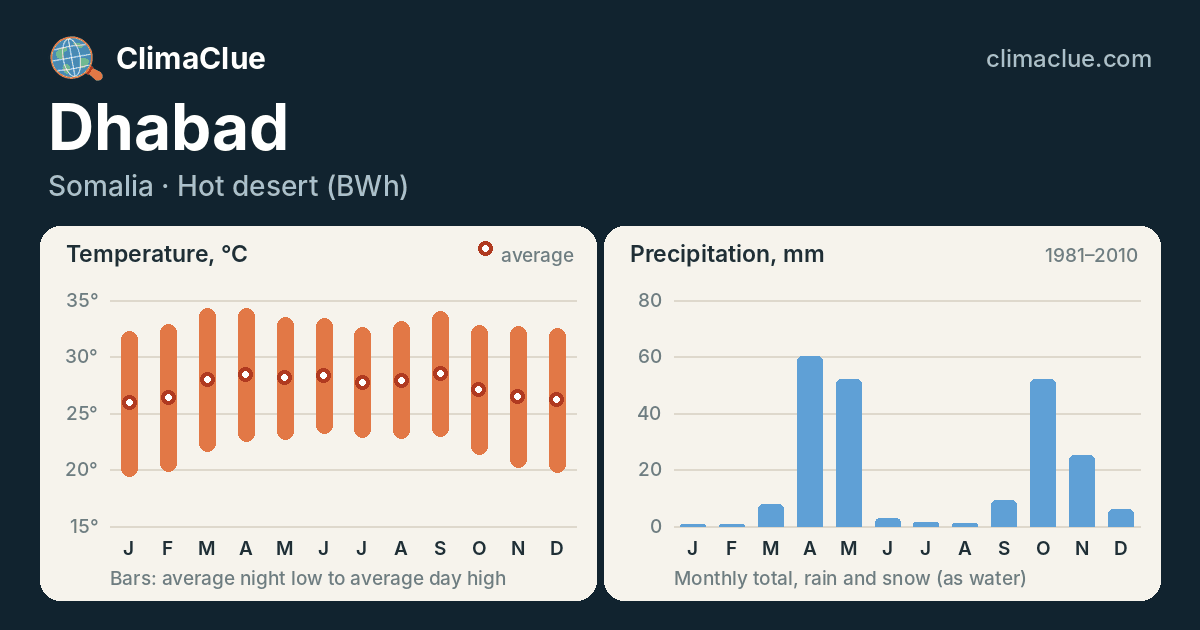 ClimaClue
climaclue.com
Dhabad
Somalia · Hot desert (BWh)
Temperature, °C
average
35°
30°
25°
20°
15°
J F M A M J J A S O N D
Bars: average night low to average day high
Precipitation, mm
1981–2010
80
60
40
20
0
J F M A M J J A S O N D
Monthly total, rain and snow (as water)